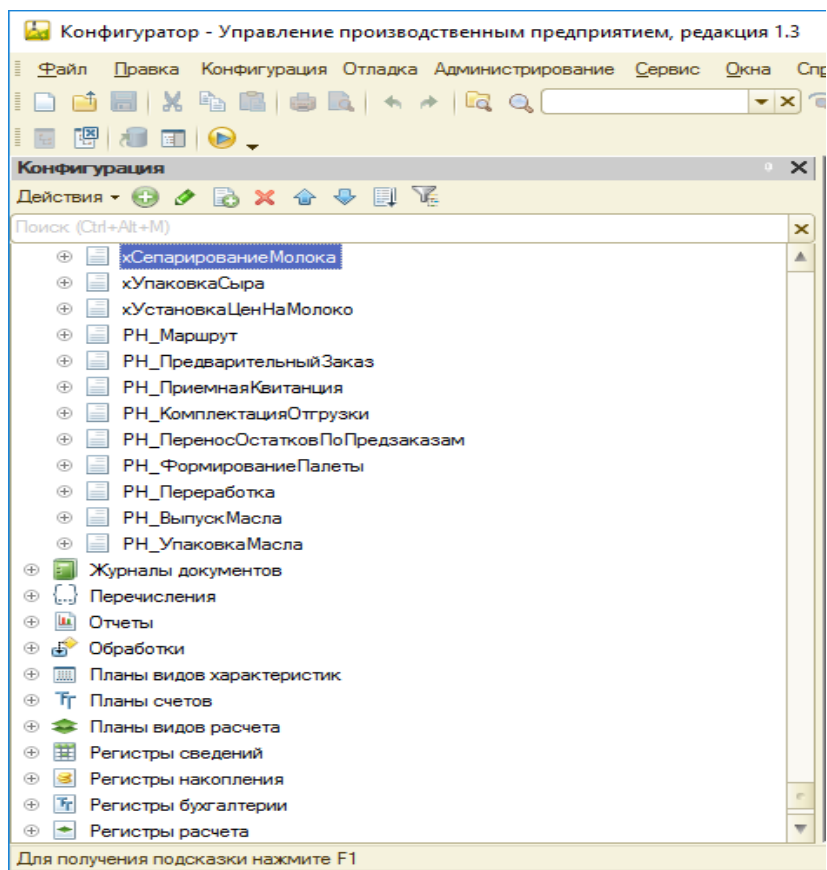 Конфигуратор - Управление производственным предприятием, редакция 1.3
Файл Правка Конфигурация Отладка Администрирование Сервис Окна Спр
Конфигурация
Действия
Поиск (Ctrl+Alt+M)
хСепарированиеМолока
хУпаковкаСыра
хУстановкаЦенНаМолоко
РН_Маршрут
РН_ПредварительныйЗаказ
РН_ПриемнаяКвитанция
РН_КомплектацияОтгрузки
РН_ПереносОстатковПоПредзаказам
РН_ФормированиеПалеты
РН_Переработка
РН_ВыпускМасла
РН_УпаковкаМасла
Журналы документов
Перечисления
Отчеты
Обработки
Планы видов характеристик
Планы счетов
Планы видов расчета
Регистры сведений
Регистры накопления
Регистры бухгалтерии
Регистры расчета
Для получения подсказки нажмите F1